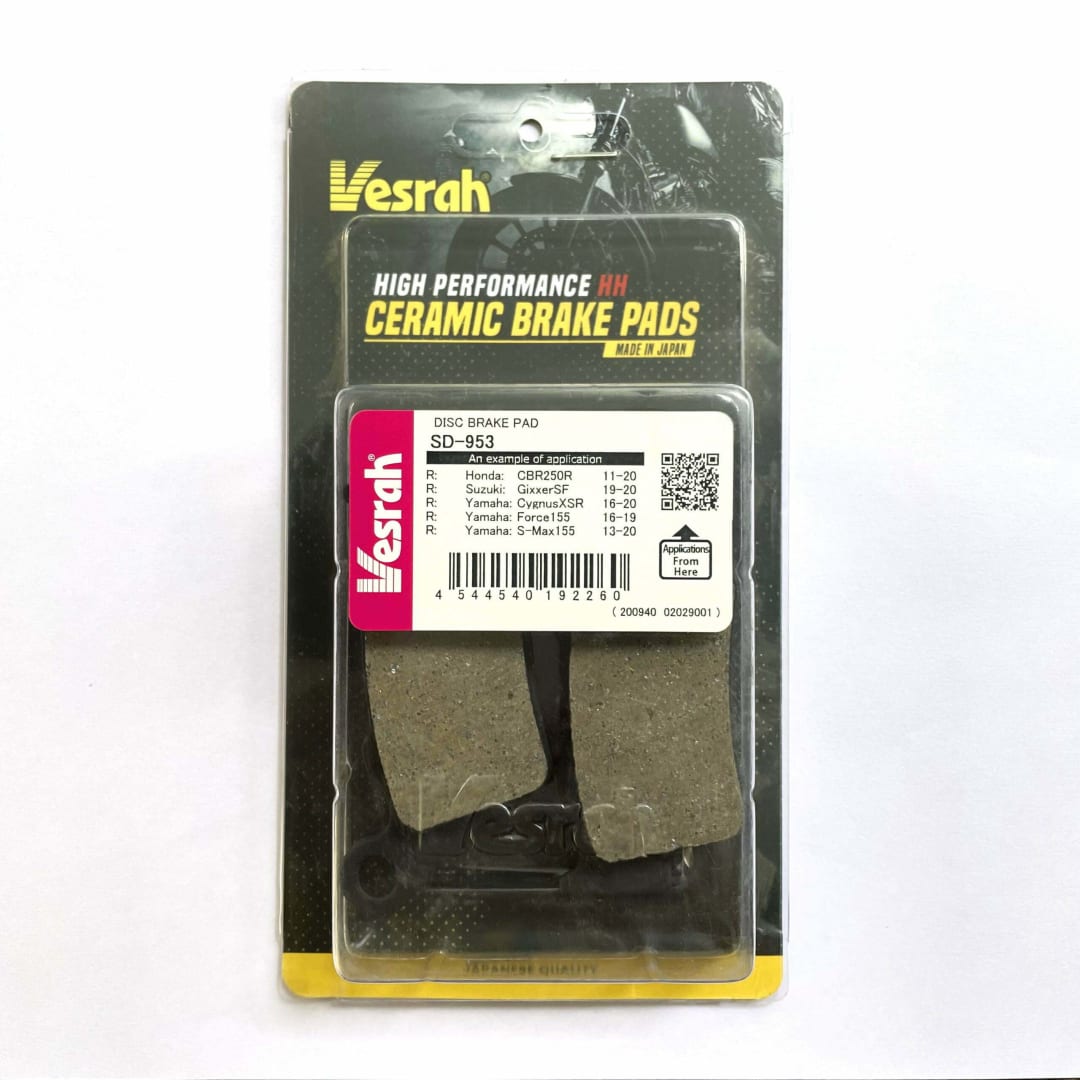 Vesrah
HIGH PERFORMANCE HH
CERAMIC BRAKE PADS
MADE IN JAPAN
Vesrah®
DISC BRAKE PAD
SD-953
An example of application
R: Honda: CBR250R 11-20
R: Suzuki: GixxerSF 19-20
R: Yamaha: CygnusXSR 16-20
R: Yamaha: Force155 16-19
R: Yamaha: S-Max155 13-20
Applications
From
Here
4 544540 192260
( 200940 02029001 )
Vesrah
JAPANESE QUALITY